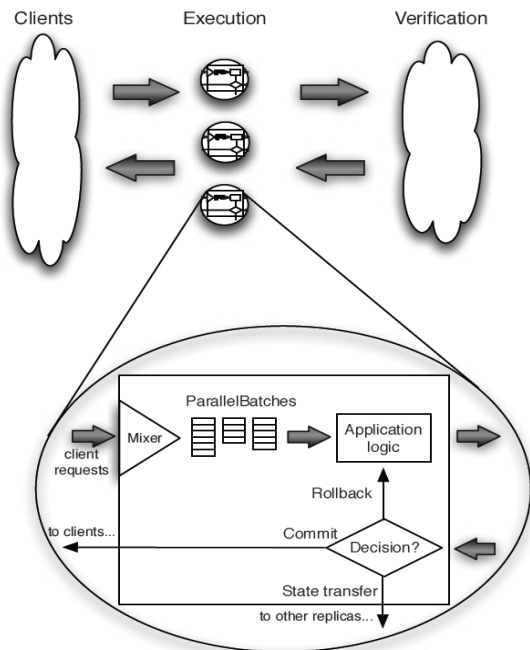 Clients
Execution
Verification
ParallelBatches
Mixer
client
requests
Application
logic
Rollback
to clients...
Commit
Decision?
State transfer
to other replicas...